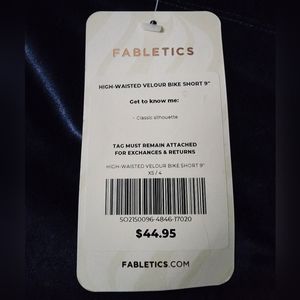 FABLETICS
HIGH-WAISTED VELOUR BIKE SHORT 9"
Get to know me:
- Classic silhouette
TAG MUST REMAIN ATTACHED
FOR EXCHANGES & RETURNS
HIGH-WAISTED VELOUR BIKE SHORT 9"
XS / 4
SO2150096-4846-17020
$44.95
FABLETICS.COM